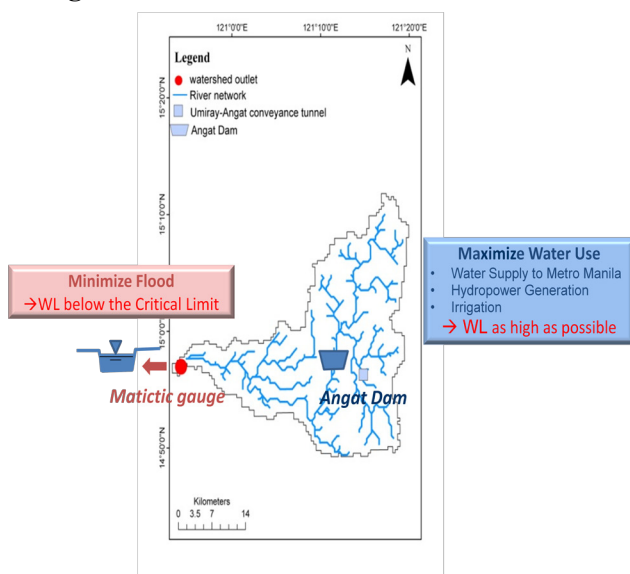 121°0'0"E 121°10'0"E 121°20'0"E
N
Legend
watershed outlet
River network
Umiray-Angat conveyance tunnel
Angat Dam
15°20'0"N
15°10'0"N
15°0'0"N
14°50'0"N
Minimize Flood
→WL below the Critical Limit
Maximize Water Use
• Water Supply to Metro Manila
• Hydropower Generation
• Irrigation
→ WL as high as possible
Matictic gauge
Angat Dam
Kilometers
0 3.5 7 14